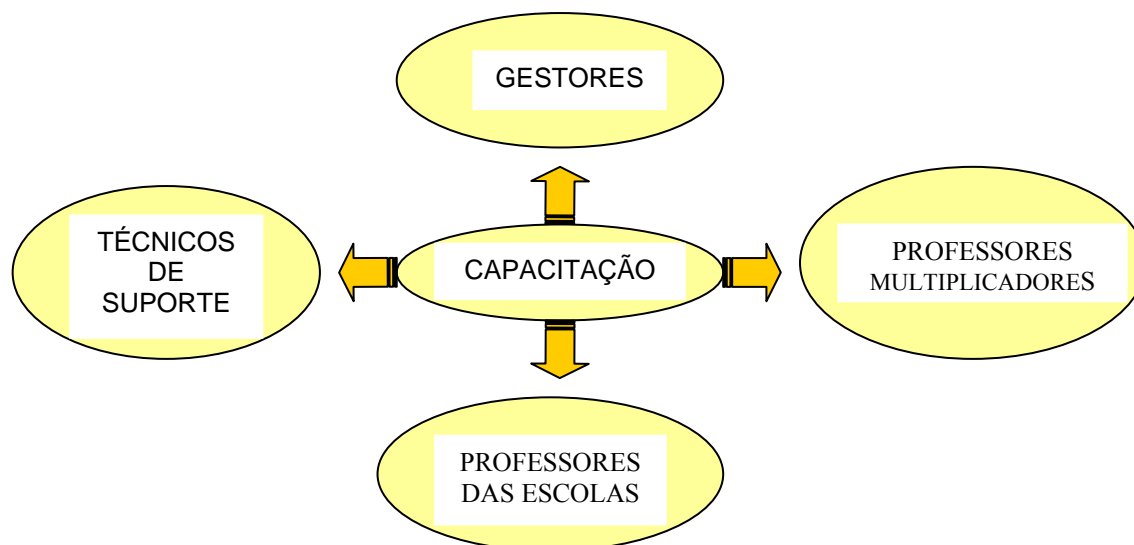 GESTORES
TÉCNICOS
DE
SUPORTE
CAPACITAÇÃO
PROFESSORES
MULTIPLICADORES
PROFESSORES
DAS ESCOLAS